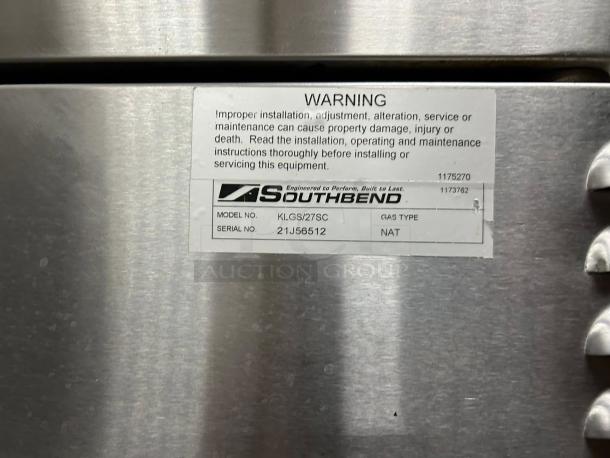 WARNING
Improper installation, adjustment, alteration, service or
maintenance can cause property damage, injury or
death. Read the installation, operating and maintenance
instructions thoroughly before installing or
servicing this equipment.
1175270
Engineered to Perform, Built to Last.
1173762
SOUTHBEND
MODEL NO. KLGS/27SC GAS TYPE
SERIAL NO. 21J56512 NAT
AUCTION GROUP